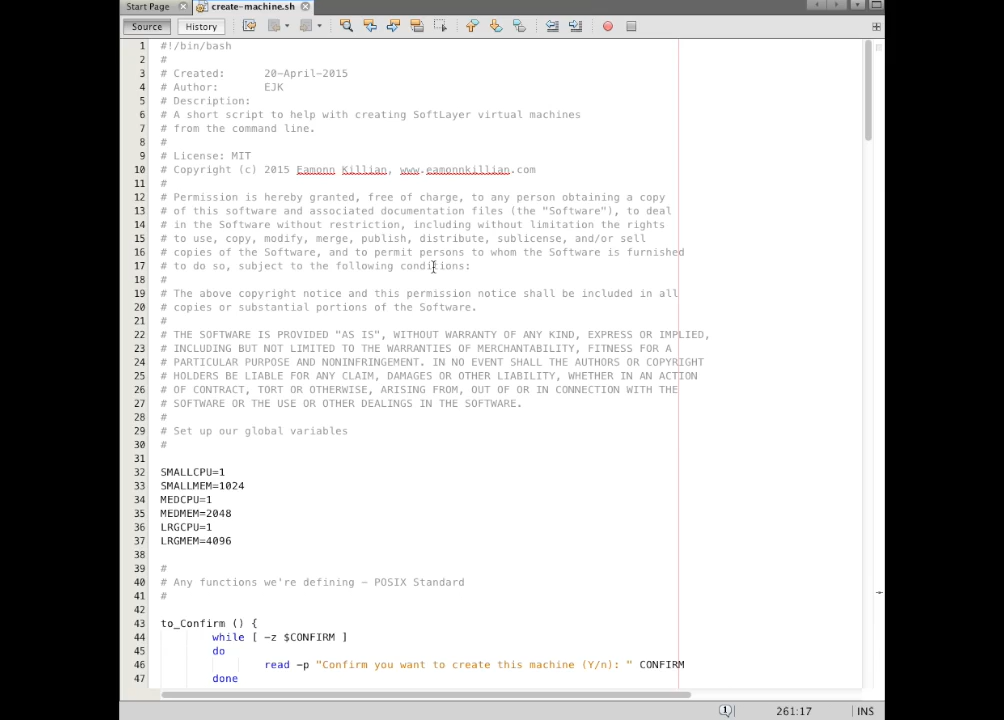 Start Page create-machine.sh
Source History
1 #!/bin/bash
2 #
3 # Created: 20-April-2015
4 # Author: EJK
5 # Description:
6 # A short script to help with creating SoftLayer virtual machines
7 # from the command line.
8 #
9 # License: MIT
10 # Copyright (c) 2015 Eamonn Killian, www.eamonnkillian.com
11 #
12 # Permission is hereby granted, free of charge, to any person obtaining a copy
13 # of this software and associated documentation files (the "Software"), to deal
14 # in the Software without restriction, including without limitation the rights
15 # to use, copy, modify, merge, publish, distribute, sublicense, and/or sell
16 # copies of the Software, and to permit persons to whom the Software is furnished
17 # to do so, subject to the following conditions:
18 #
19 # The above copyright notice and this permission notice shall be included in all
20 # copies or substantial portions of the Software.
21 #
22 # THE SOFTWARE IS PROVIDED "AS IS", WITHOUT WARRANTY OF ANY KIND, EXPRESS OR IMPLIED,
23 # INCLUDING BUT NOT LIMITED TO THE WARRANTIES OF MERCHANTABILITY, FITNESS FOR A
24 # PARTICULAR PURPOSE AND NONINFRINGEMENT. IN NO EVENT SHALL THE AUTHORS OR COPYRIGHT
25 # HOLDERS BE LIABLE FOR ANY CLAIM, DAMAGES OR OTHER LIABILITY, WHETHER IN AN ACTION
26 # OF CONTRACT, TORT OR OTHERWISE, ARISING FROM, OUT OF OR IN CONNECTION WITH THE
27 # SOFTWARE OR THE USE OR OTHER DEALINGS IN THE SOFTWARE.
28 #
29 # Set up our global variables
30 #
31
32 SMALLCPU=1
33 SMALLMEM=1024
34 MEDCPU=1
35 MEDMEM=2048
36 LRGCPU=1
37 LRGMEM=4096
38
39 #
40 # Any functions we're defining - POSIX Standard
41 #
42
43 to_Confirm () {
44 while [ -z $CONFIRM ]
45 do
46 read -p "Confirm you want to create this machine (Y/n): " CONFIRM
47 done
1 261:17 INS